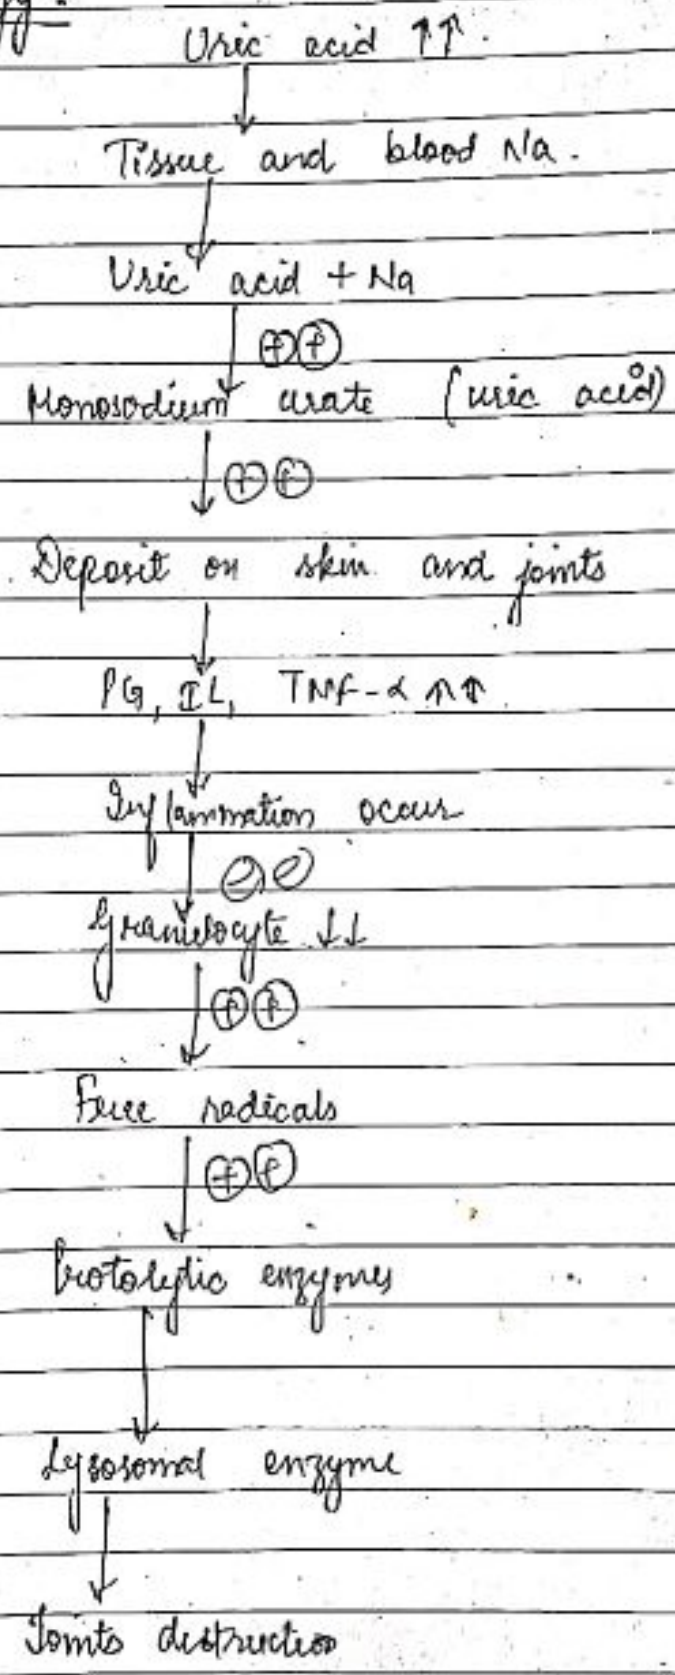 Uric acid ↑↑.
Tissue and blood Na.
Uric acid + Na
⊕⊕
Monosodium urate (uric acid)
⊕⊕
Deposit on skin and joints
PG, IL, TNF-α ↑↑
Inflammation occur
⊖⊖
Granulocyte ↓↓
⊕⊕
Free radicals
⊕⊕
Protolytic enzymes
Lysosomal enzyme
Joints destruction